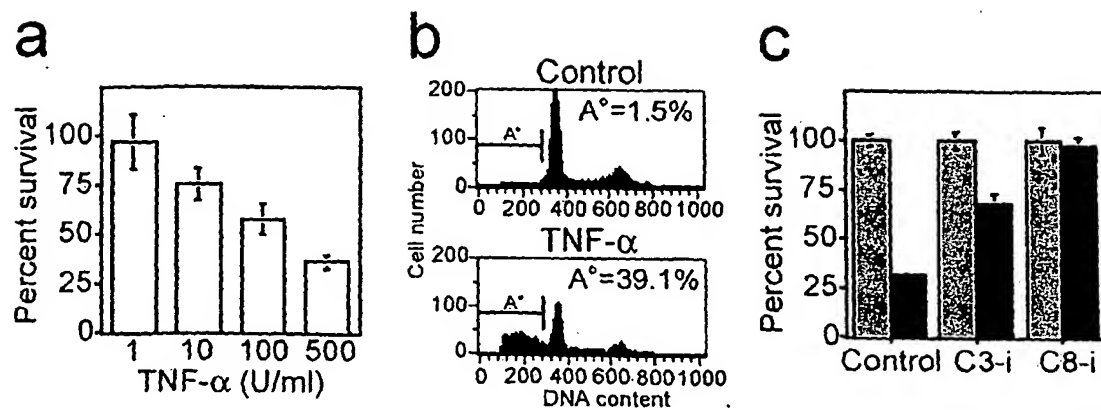 a
Percent survival
100
75
50
25
0
1 10 100 500
TNF-α (U/ml)
b
Control
Cell number
200
100
0
A°
A°=1.5%
0 200 400 600 800 1000
TNF-α
200
100
0
A°
A°=39.1%
0 200 400 600 800 1000
DNA content
c
Percent survival
100
75
50
25
0
Control C3-i C8-i